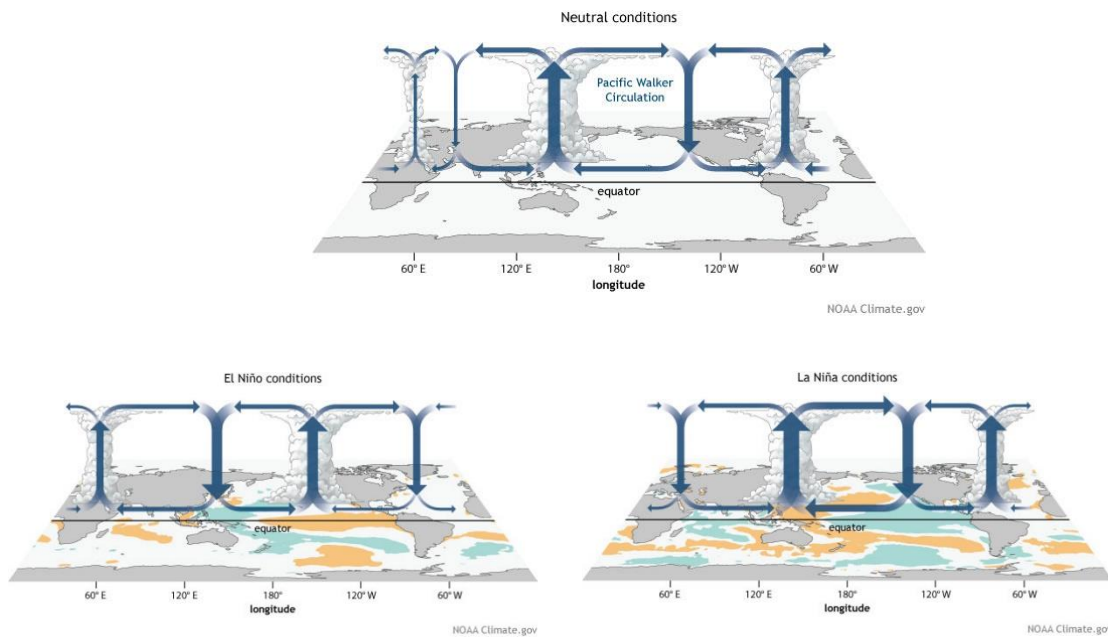 Neutral conditions
Pacific Walker
Circulation
equator
60° E 120° E 180° 120° W 60° W
longitude
NOAA Climate.gov
El Niño conditions
equator
60° E 120° E 180° 120° W 60° W
longitude
NOAA Climate.gov
La Niña conditions
equator
60° E 120° E 180° 120° W 60° W
longitude
NOAA Climate.gov